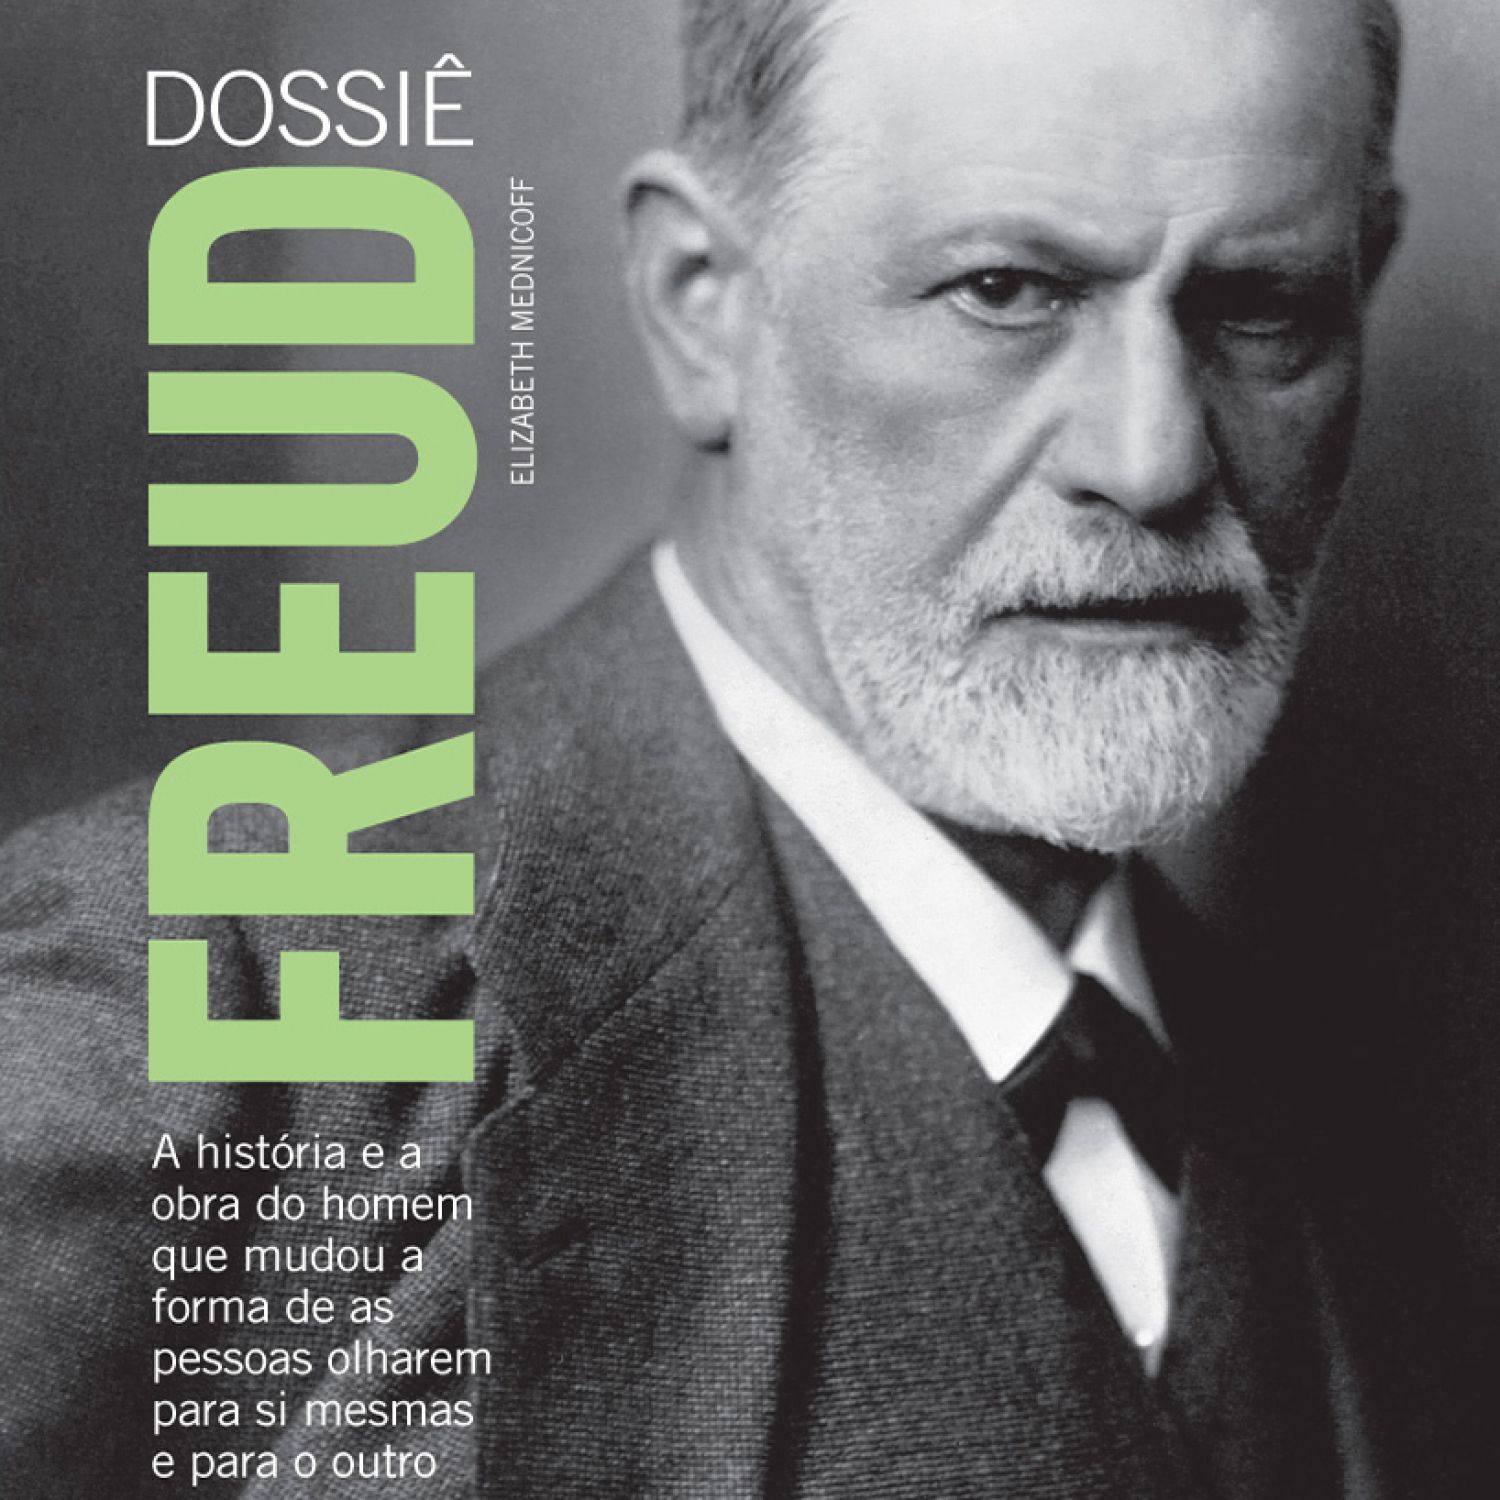 DOSSIÊ
FREUD
ELIZABETH MEDNICOFF
A história e a
obra do homem
que mudou a
forma de as
pessoas olharem
para si mesmas
e para o outro